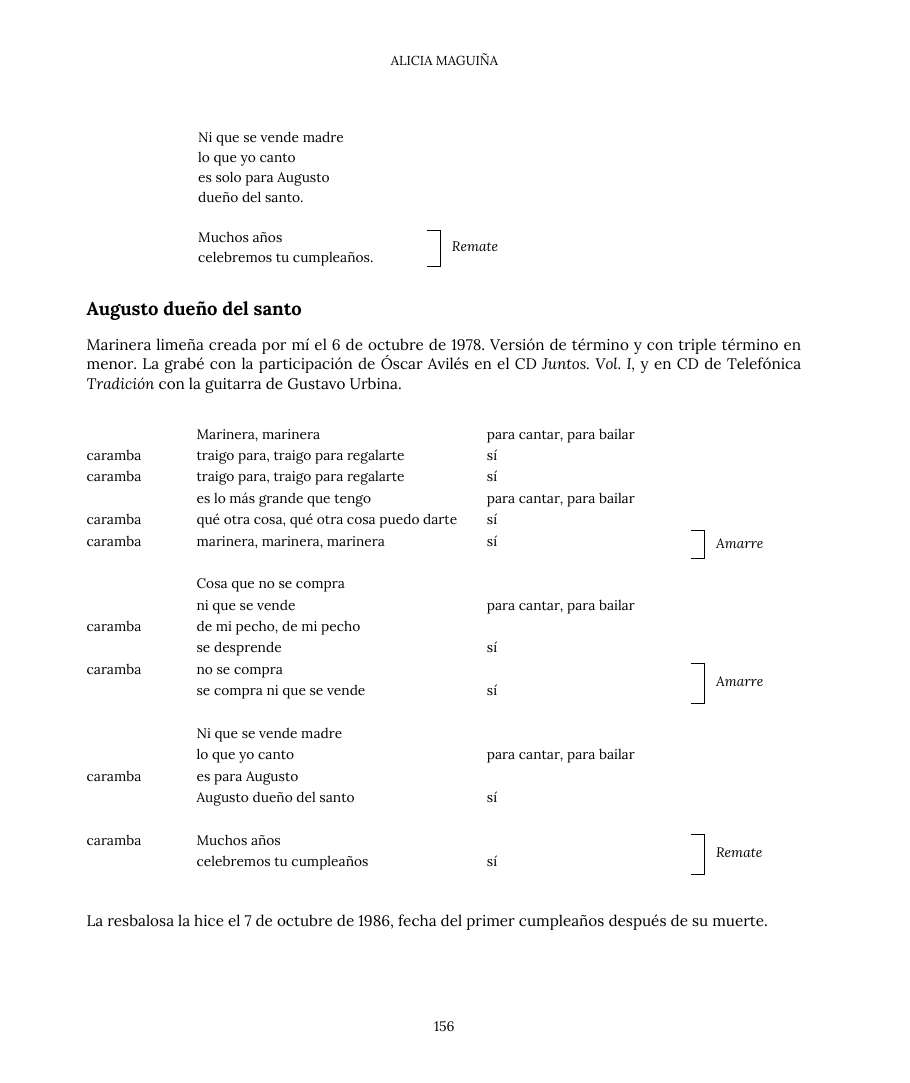 ALICIA MAGUIÑA
Ni que se vende madre
lo que yo canto
es solo para Augusto
dueño del santo.
Muchos años
celebremos tu cumpleaños.
Remate
Augusto dueño del santo
Marinera limeña creada por mí el 6 de octubre de 1978. Versión de término y con triple término en
menor. La grabé con la participación de Óscar Avilés en el CD Juntos. Vol. I, y en CD de Telefónica
Tradición con la guitarra de Gustavo Urbina.
Marinera, marinera para cantar, para bailar
caramba traigo para, traigo para regalarte sí
caramba traigo para, traigo para regalarte sí
es lo más grande que tengo para cantar, para bailar
caramba qué otra cosa, qué otra cosa puedo darte sí
caramba marinera, marinera, marinera sí Amarre
Cosa que no se compra
ni que se vende para cantar, para bailar
caramba de mi pecho, de mi pecho
se desprende sí
caramba no se compra
se compra ni que se vende sí
Amarre
Ni que se vende madre
lo que yo canto para cantar, para bailar
caramba es para Augusto
Augusto dueño del santo sí
caramba Muchos años
celebremos tu cumpleaños sí
Remate
La resbalosa la hice el 7 de octubre de 1986, fecha del primer cumpleaños después de su muerte.
156